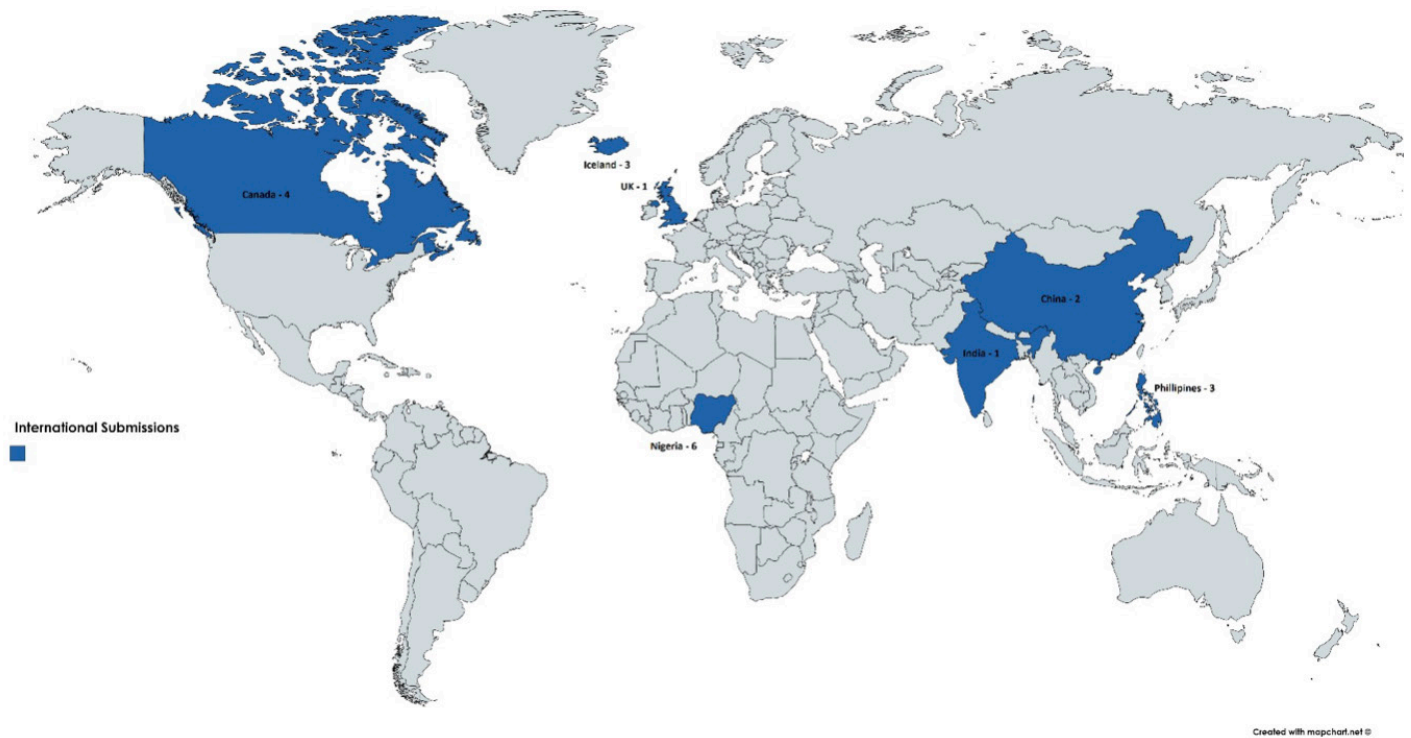 Iceland - 3
UK - 1
Canada - 4
China - 2
India - 1
Phillipines - 3
International Submissions
Nigeria - 6
Created with mapchart.net ©